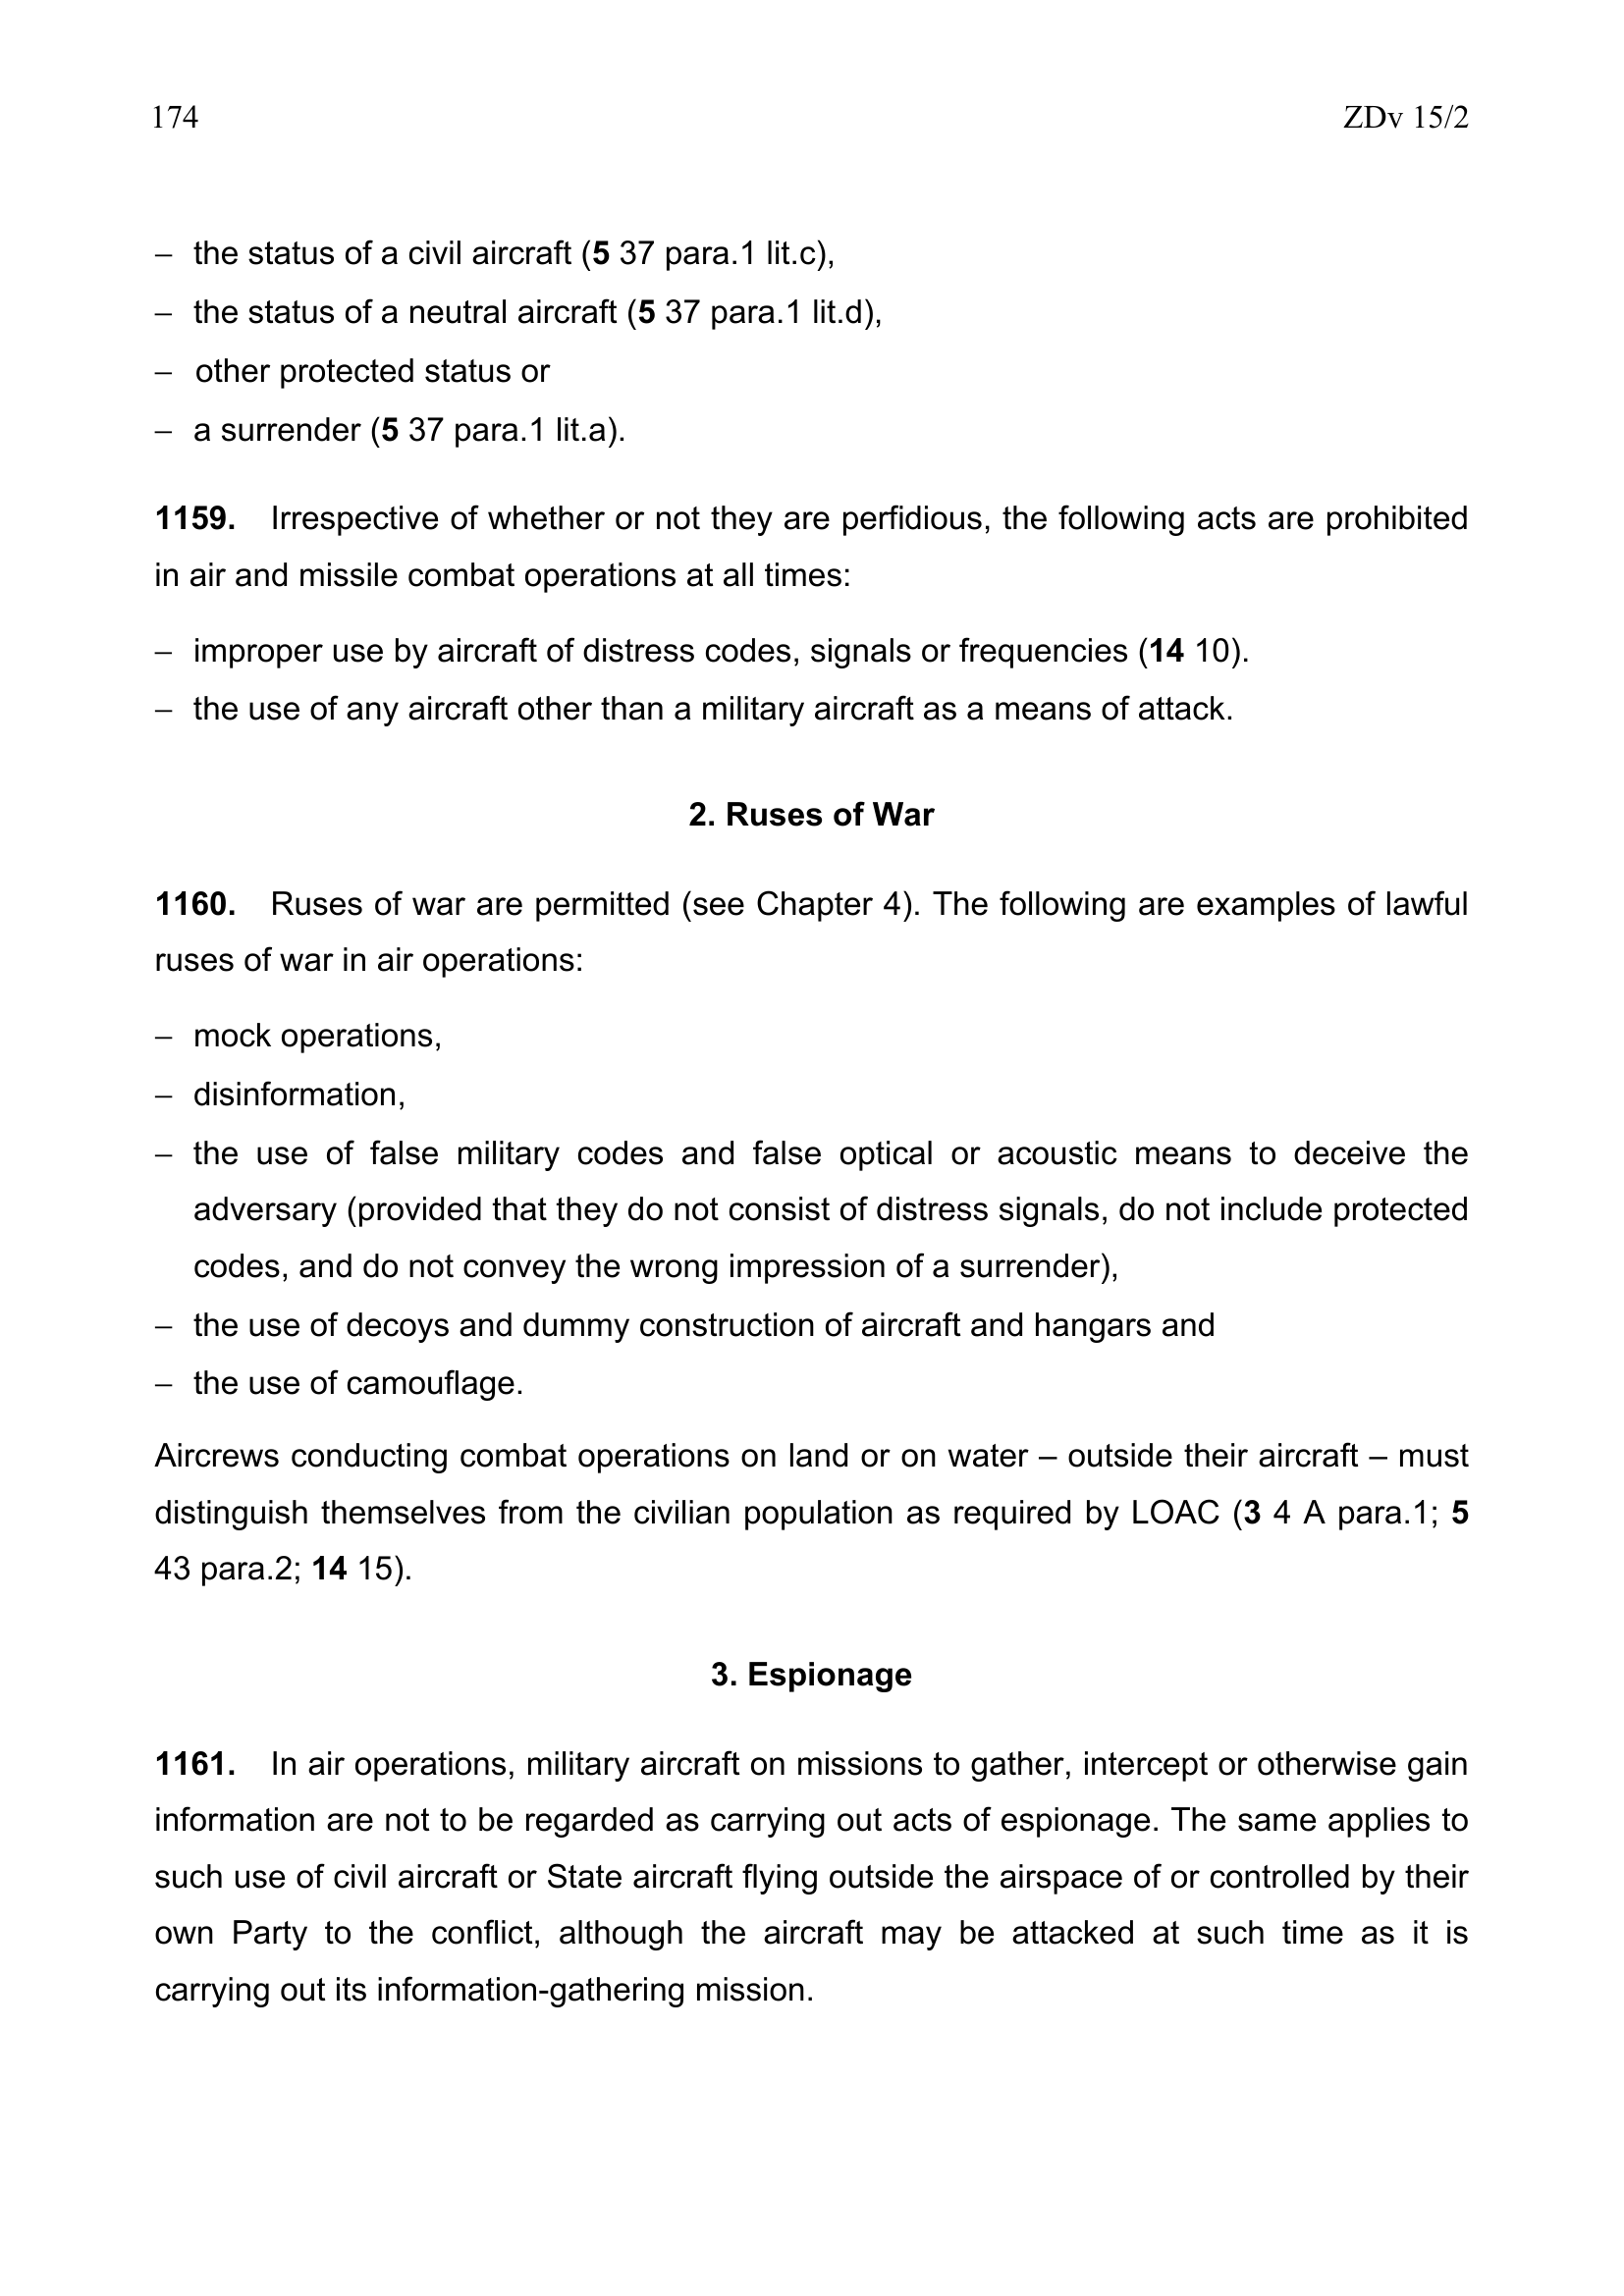 174 ZDv 15/2
– the status of a civil aircraft (5 37 para.1 lit.c),
– the status of a neutral aircraft (5 37 para.1 lit.d),
– other protected status or
– a surrender (5 37 para.1 lit.a).
1159. Irrespective of whether or not they are perfidious, the following acts are prohibited
in air and missile combat operations at all times:
– improper use by aircraft of distress codes, signals or frequencies (14 10).
– the use of any aircraft other than a military aircraft as a means of attack.
2. Ruses of War
1160. Ruses of war are permitted (see Chapter 4). The following are examples of lawful
ruses of war in air operations:
– mock operations,
– disinformation,
– the use of false military codes and false optical or acoustic means to deceive the
adversary (provided that they do not consist of distress signals, do not include protected
codes, and do not convey the wrong impression of a surrender),
– the use of decoys and dummy construction of aircraft and hangars and
– the use of camouflage.
Aircrews conducting combat operations on land or on water – outside their aircraft – must
distinguish themselves from the civilian population as required by LOAC (3 4 A para.1; 5
43 para.2; 14 15).
3. Espionage
1161. In air operations, military aircraft on missions to gather, intercept or otherwise gain
information are not to be regarded as carrying out acts of espionage. The same applies to
such use of civil aircraft or State aircraft flying outside the airspace of or controlled by their
own Party to the conflict, although the aircraft may be attacked at such time as it is
carrying out its information-gathering mission.